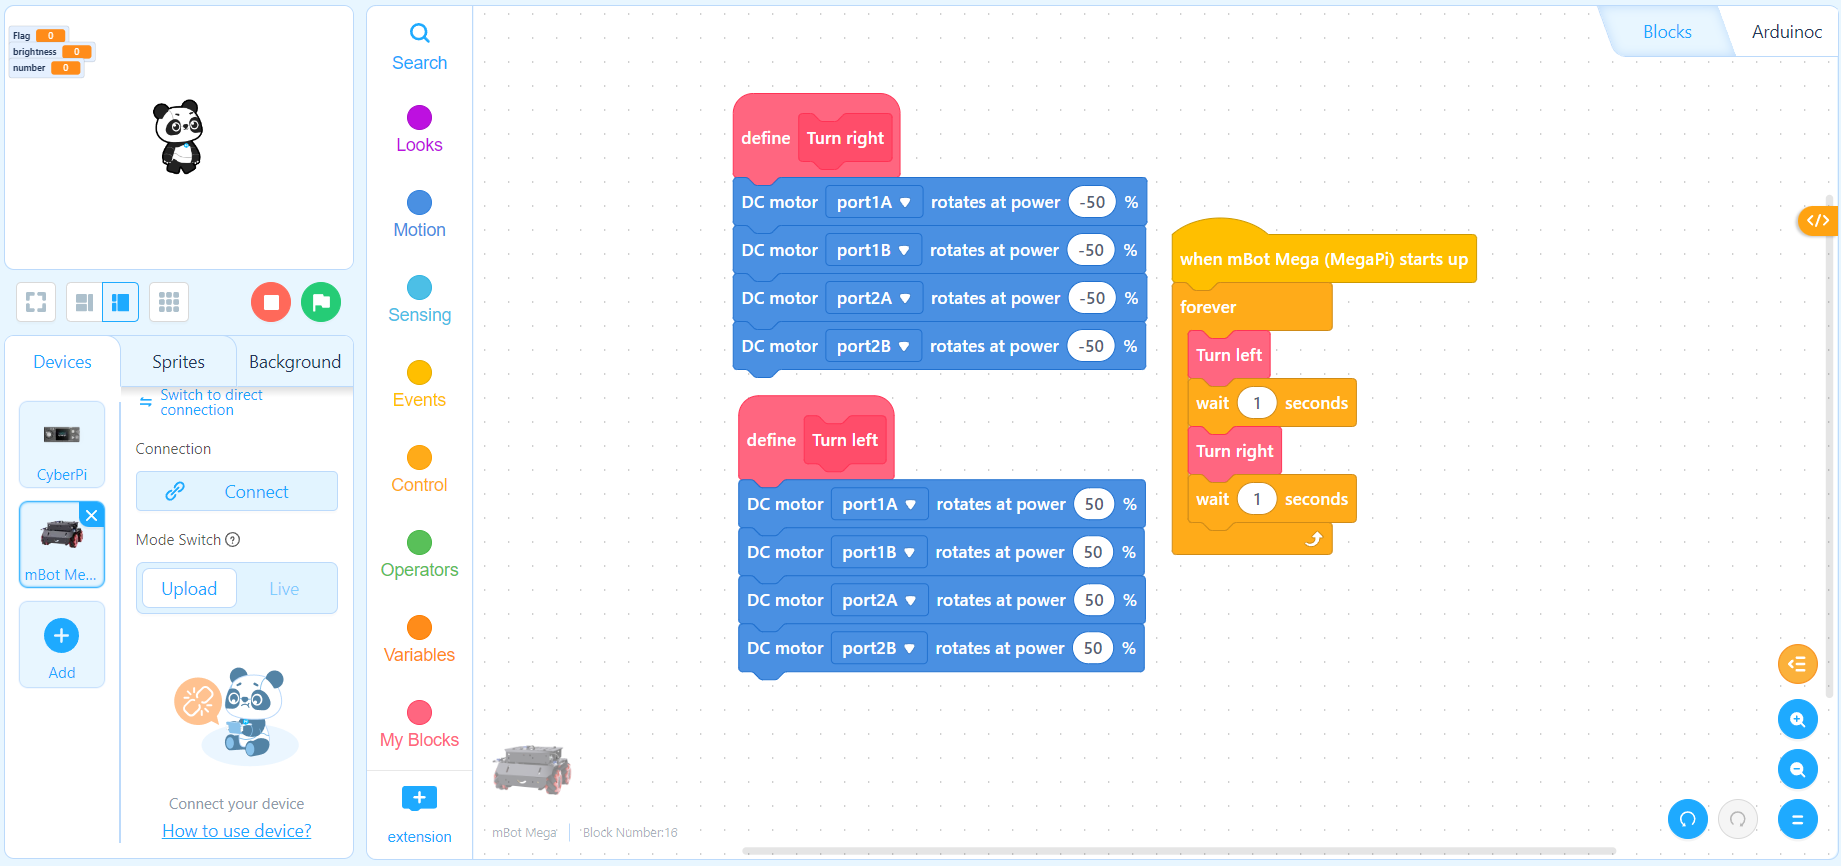 Flag 0
brightness 0
number 0
Devices
Sprites
Background
Switch to direct
connection
CyberPi
Connection
Connect
mBot Me...
Mode Switch ?
Upload
Live
Add
Connect your device
How to use device?
Search
Looks
Motion
Sensing
Events
Control
Operators
Variables
My Blocks
extension
define Turn right
DC motor port1A rotates at power -50 %
DC motor port1B rotates at power -50 %
DC motor port2A rotates at power -50 %
DC motor port2B rotates at power -50 %
define Turn left
DC motor port1A rotates at power 50 %
DC motor port1B rotates at power 50 %
DC motor port2A rotates at power 50 %
DC motor port2B rotates at power 50 %
when mBot Mega (MegaPi) starts up
forever
Turn left
wait 1 seconds
Turn right
wait 1 seconds
mBot Mega
Block Number:16
Blocks
Arduinoc
</>